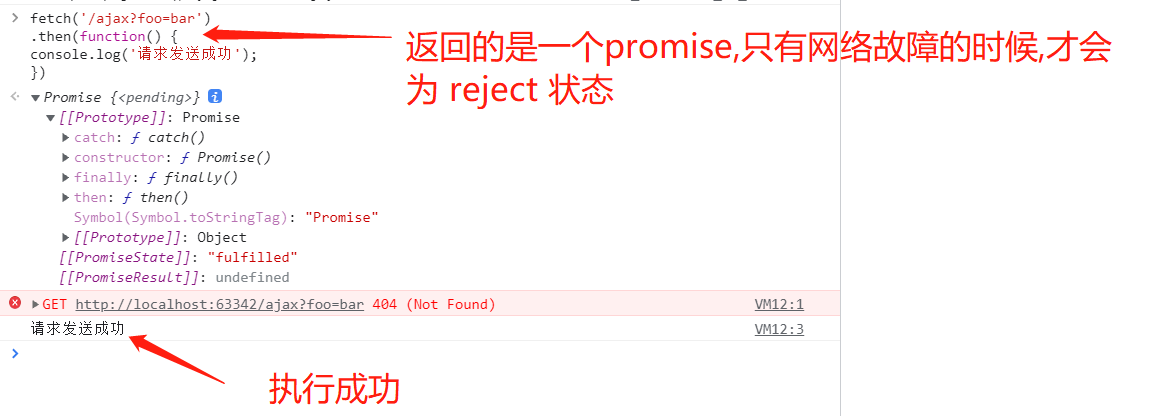 fetch('/ajax?foo=bar')
.then(function() {
console.log('请求发送成功');
})
返回的是一个promise,只有网络故障的时候,才会
为 reject 状态
Promise {<pending>} i
[[Prototype]]: Promise
catch: ƒ catch()
constructor: ƒ Promise()
finally: ƒ finally()
then: ƒ then()
Symbol(Symbol.toStringTag): "Promise"
[[Prototype]]: Object
[[PromiseState]]: "fulfilled"
[[PromiseResult]]: undefined
GET http://localhost:63342/ajax?foo=bar 404 (Not Found) VM12:1
请求发送成功 VM12:3
执行成功